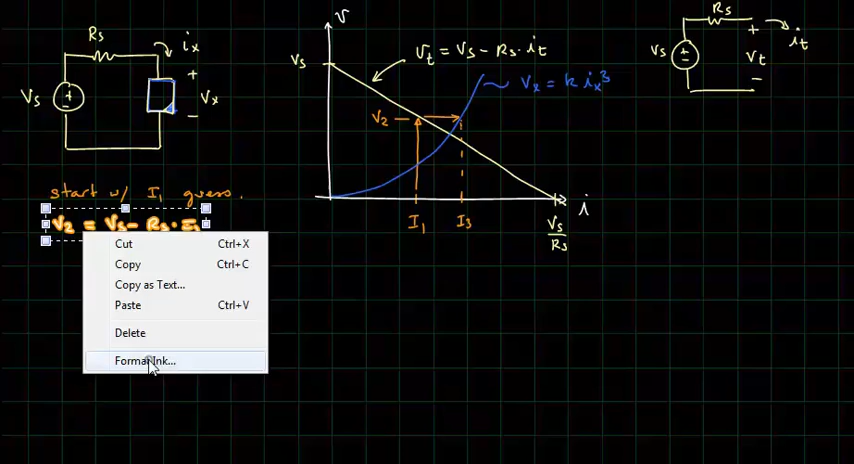 Rs
ix
+
Vs
+
−
Vx
−
start w/ I1 guess.
V2 = Vs − Rs · I1
Cut Ctrl+X
Copy Ctrl+C
Copy as Text...
Paste Ctrl+V
Delete
Format Ink...
V
Vs
Vt = Vs − Rs · it
Vx = k ix³
V2
I1
I3
Vs/Rs
i
Rs
it
Vs
+
−
+
Vt
−